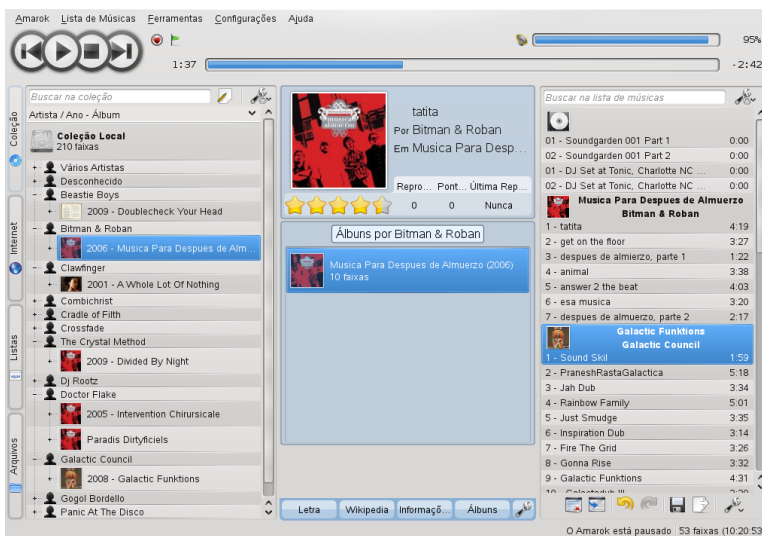 Amarok Lista de Músicas Ferramentas Configurações Ajuda
95%
1:37
-2:42
Coleção
Internet
Listas
Arquivos
Buscar na coleção
Artista / Ano - Álbum
Coleção Local
210 faixas
Vários Artistas
Desconhecido
Beastie Boys
2009 - Doublecheck Your Head
Bitman & Roban
2006 - Musica Para Despues de Alm...
Clawfinger
2001 - A Whole Lot Of Nothing
Combichrist
Cradle of Filth
Crossfade
The Crystal Method
2009 - Divided By Night
Dj Rootz
Doctor Flake
2005 - Intervention Chirursicale
Paradis Dirtyficiels
Galactic Council
2008 - Galactic Funktions
Gogol Bordello
Panic At The Disco
tatita
Por Bitman & Roban
Em Musica Para Desp...
Repro... Pont... Última Rep...
0 0 Nunca
Álbuns por Bitman & Roban
Musica Para Despues de Almuerzo (2006)
10 faixas
Letra Wikipedia Informaçõ... Álbuns
Buscar na lista de músicas
01 - Soundgarden 001 Part 1 0:00
02 - Soundgarden 001 Part 2 0:00
01 - DJ Set at Tonic, Charlotte NC ... 0:00
02 - DJ Set at Tonic, Charlotte NC ... 0:00
Musica Para Despues de Almuerzo
Bitman & Roban
1 - tatita 4:19
2 - get on the floor 3:27
3 - despues de almuerzo, parte 1 1:22
4 - animal 3:38
5 - answer 2 the beat 4:03
6 - esa musica 3:20
7 - despues de almuerzo, parte 2 2:17
Galactic Funktions
Galactic Council
1 - Sound Skil 1:59
2 - PraneshRastaGalactica 5:18
3 - Jah Dub 3:34
4 - Rainbow Family 5:01
5 - Just Smudge 3:35
6 - Inspiration Dub 3:14
7 - Fire The Grid 3:26
8 - Gonna Rise 3:32
9 - Galactic Funktions 4:31
O Amarok está pausado 53 faixas (10:20:53